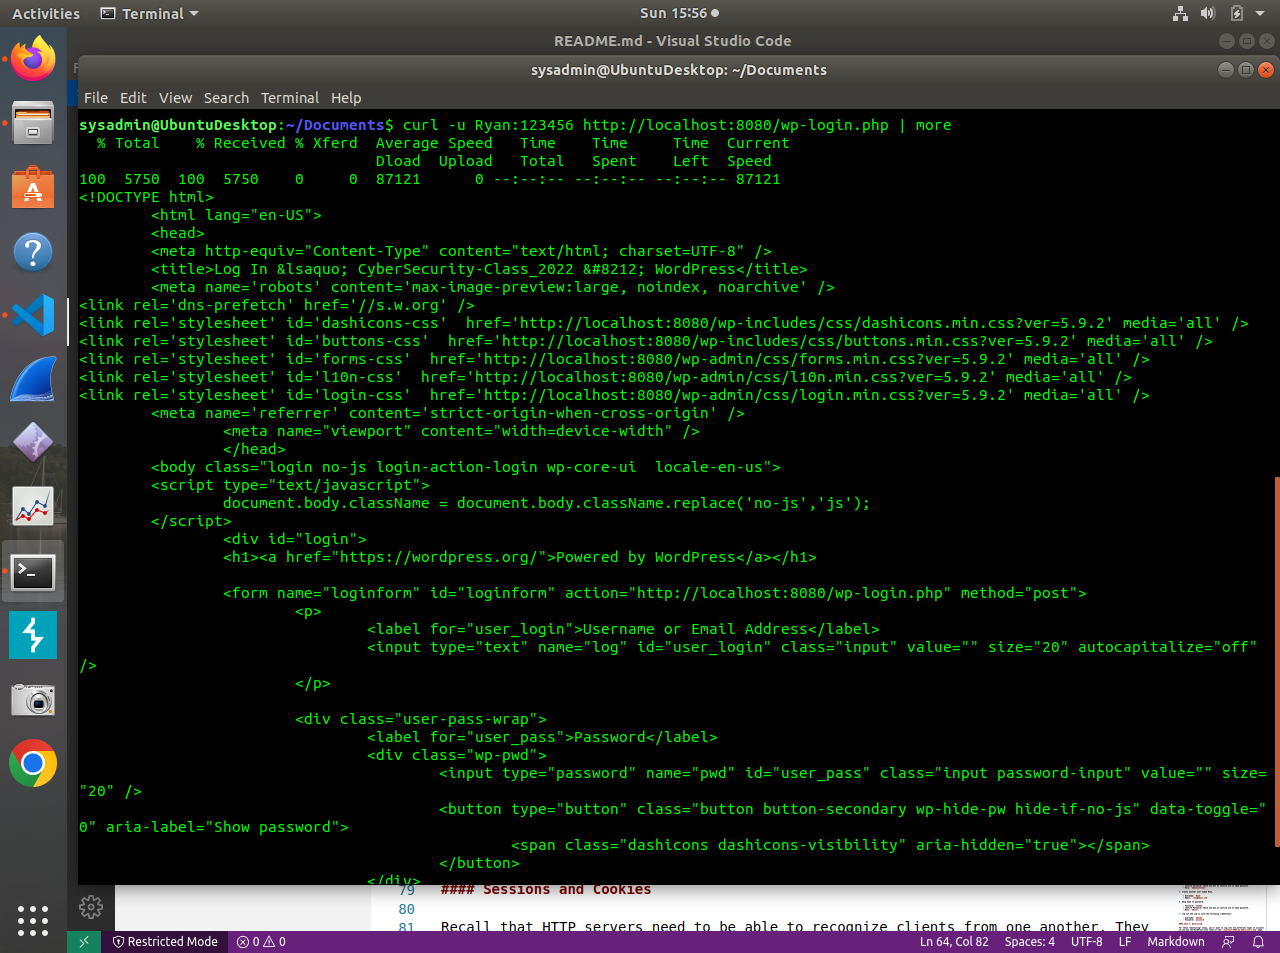 Activities Terminal Sun 15:56
README.md - Visual Studio Code
sysadmin@UbuntuDesktop: ~/Documents
File Edit View Search Terminal Help
sysadmin@UbuntuDesktop:~/Documents$ curl -u Ryan:123456 http://localhost:8080/wp-login.php | more
  % Total    % Received % Xferd  Average Speed   Time    Time     Time  Current
                                 Dload  Upload   Total   Spent    Left  Speed
100  5750  100  5750    0     0  87121      0 --:--:-- --:--:-- --:--:-- 87121
<!DOCTYPE html>
        <html lang="en-US">
        <head>
        <meta http-equiv="Content-Type" content="text/html; charset=UTF-8" />
        <title>Log In &lsaquo; CyberSecurity-Class_2022 &#8212; WordPress</title>
        <meta name='robots' content='max-image-preview:large, noindex, noarchive' />
<link rel='dns-prefetch' href='//s.w.org' />
<link rel='stylesheet' id='dashicons-css'  href='http://localhost:8080/wp-includes/css/dashicons.min.css?ver=5.9.2' media='all' />
<link rel='stylesheet' id='buttons-css'  href='http://localhost:8080/wp-includes/css/buttons.min.css?ver=5.9.2' media='all' />
<link rel='stylesheet' id='forms-css'  href='http://localhost:8080/wp-admin/css/forms.min.css?ver=5.9.2' media='all' />
<link rel='stylesheet' id='l10n-css'  href='http://localhost:8080/wp-admin/css/l10n.min.css?ver=5.9.2' media='all' />
<link rel='stylesheet' id='login-css'  href='http://localhost:8080/wp-admin/css/login.min.css?ver=5.9.2' media='all' />
        <meta name='referrer' content='strict-origin-when-cross-origin' />
                <meta name="viewport" content="width=device-width" />
                </head>
        <body class="login no-js login-action-login wp-core-ui  locale-en-us">
        <script type="text/javascript">
                document.body.className = document.body.className.replace('no-js','js');
        </script>
                <div id="login">
                <h1><a href="https://wordpress.org/">Powered by WordPress</a></h1>
                <form name="loginform" id="loginform" action="http://localhost:8080/wp-login.php" method="post">
                        <p>
                                <label for="user_login">Username or Email Address</label>
                                <input type="text" name="log" id="user_login" class="input" value="" size="20" autocapitalize="off"
/>
                        </p>
                        <div class="user-pass-wrap">
                                <label for="user_pass">Password</label>
                                <div class="wp-pwd">
                                        <input type="password" name="pwd" id="user_pass" class="input password-input" value="" size=
"20" />
                                        <button type="button" class="button button-secondary wp-hide-pw hide-if-no-js" data-toggle="
0" aria-label="Show password">
                                                <span class="dashicons dashicons-visibility" aria-hidden="true"></span>
                                        </button>
                                </div>
79 #### Sessions and Cookies
80
81 Recall that HTTP servers need to be able to recognize clients from one another. They
Restricted Mode 0 0 Ln 64, Col 82 Spaces: 4 UTF-8 LF Markdown